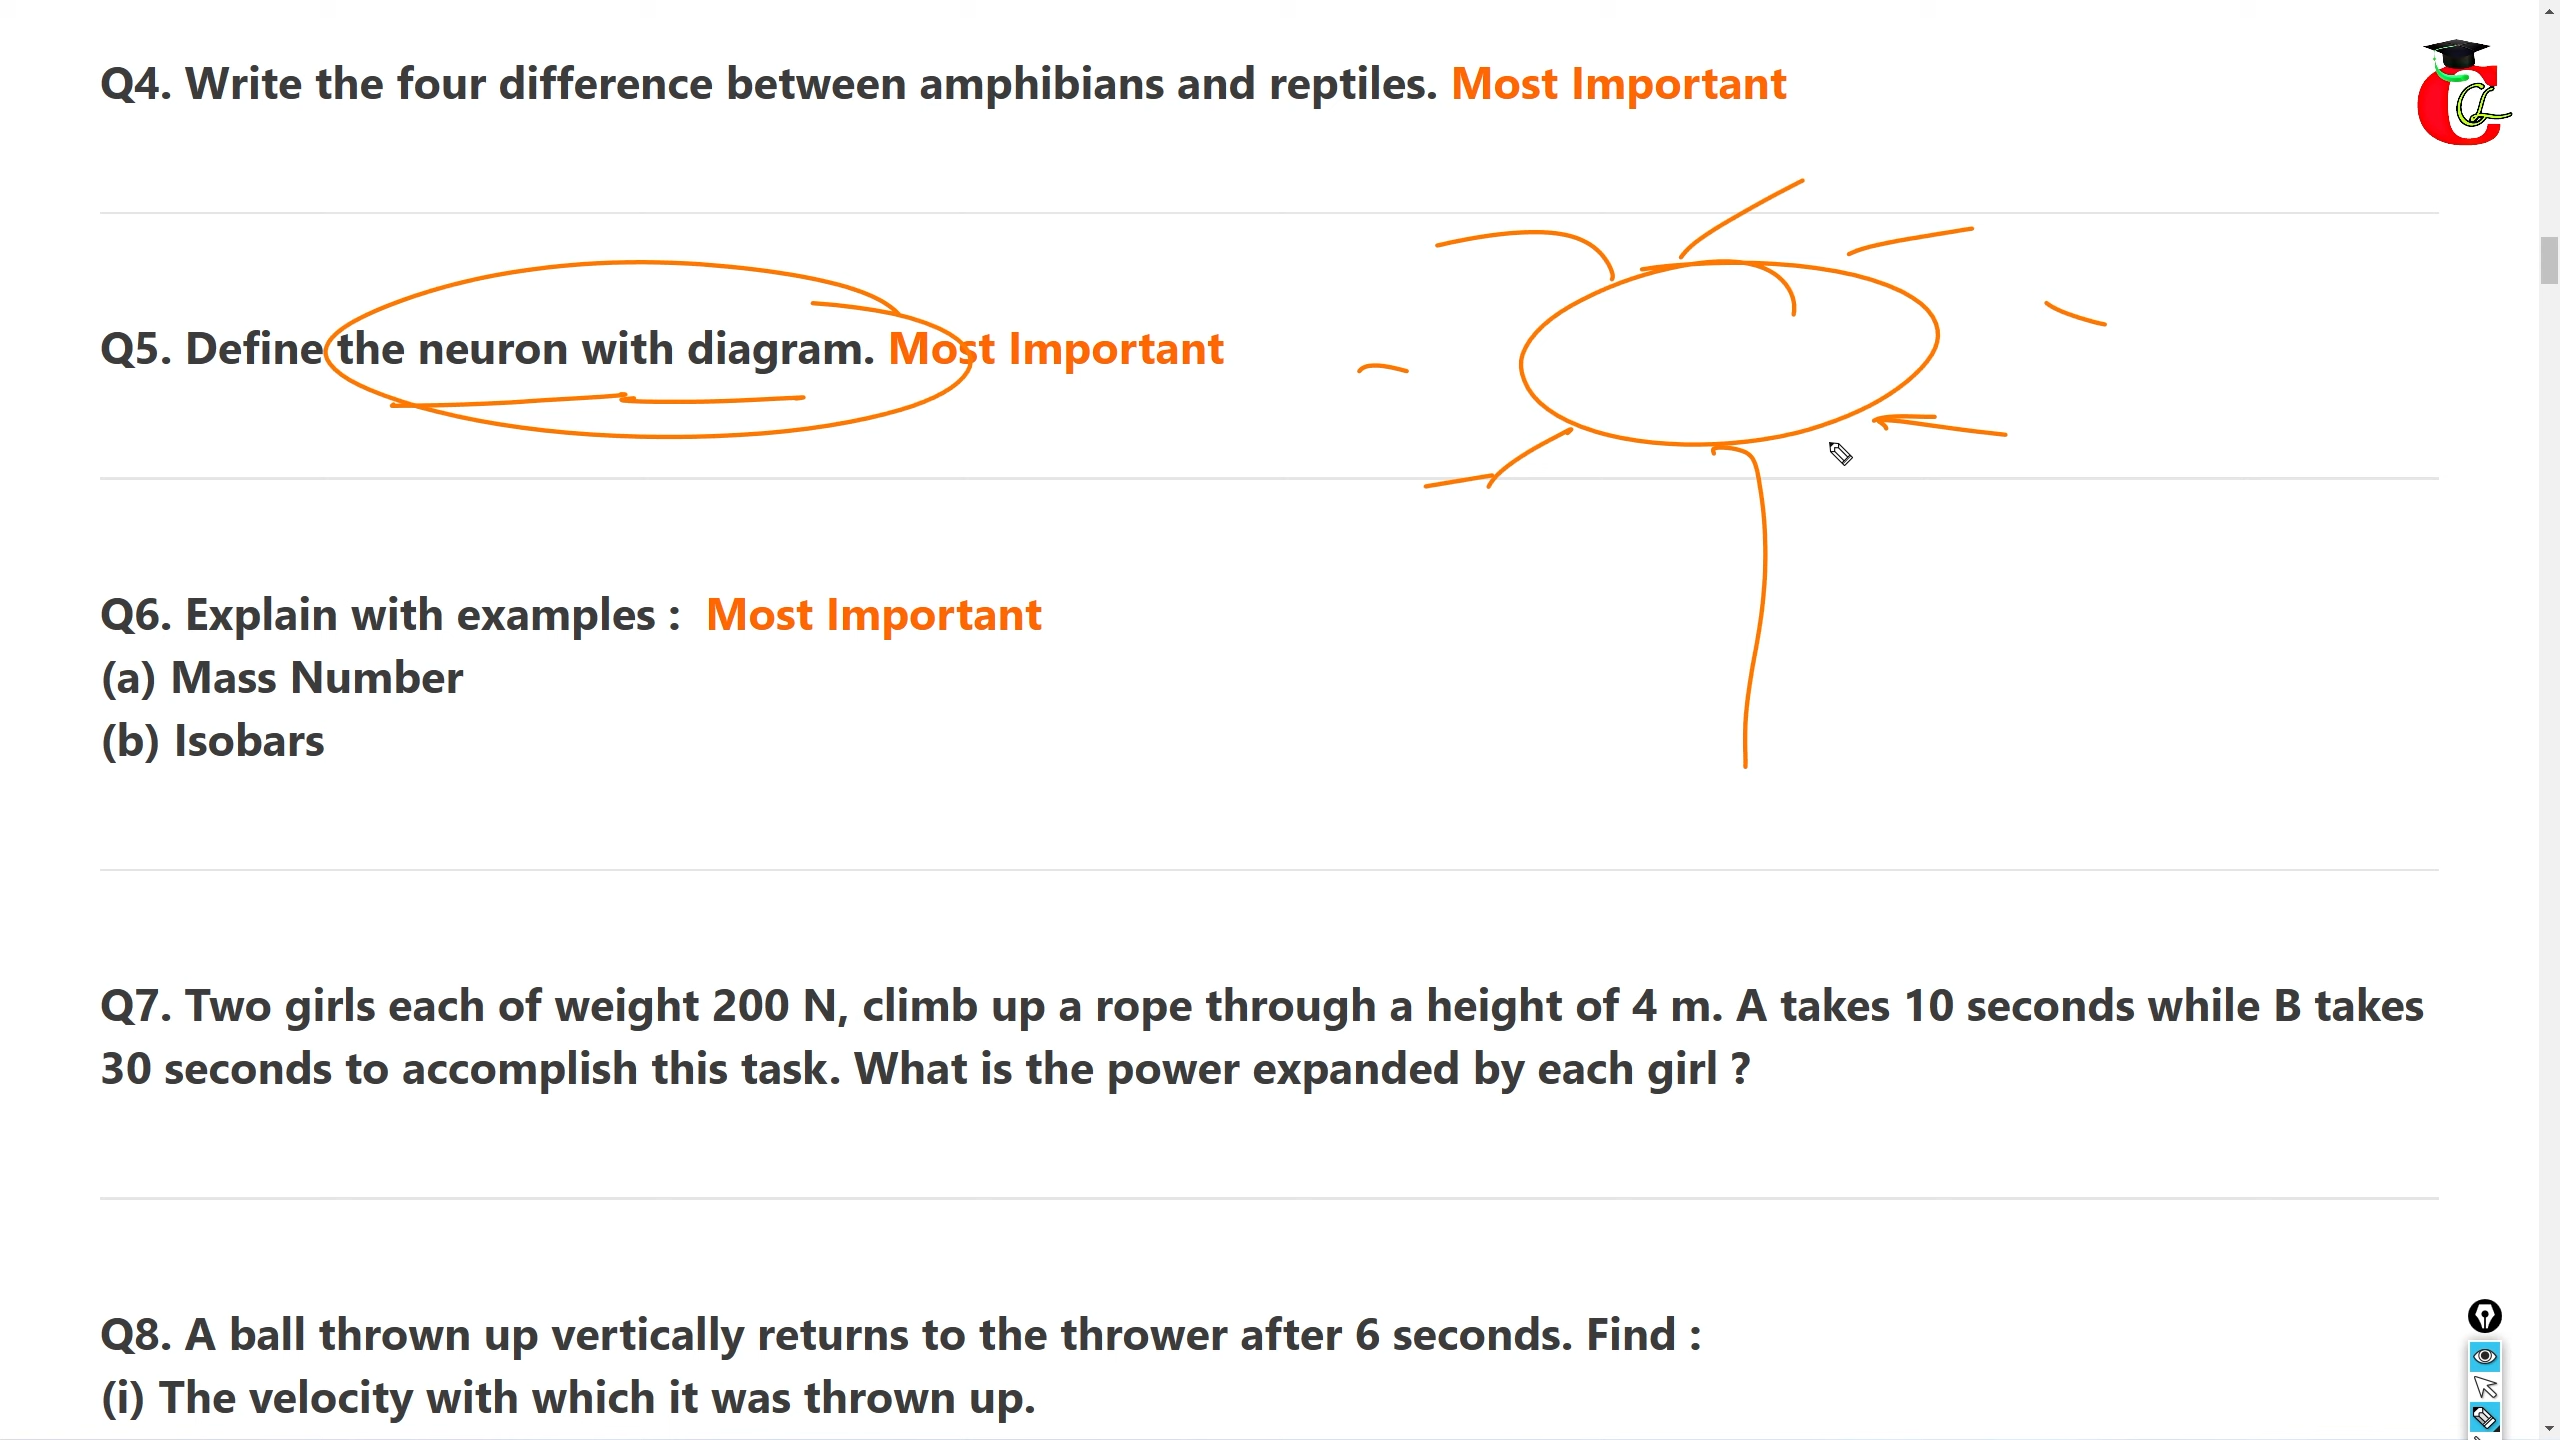 Q4. Write the four difference between amphibians and reptiles. Most Important
Q5. Define the neuron with diagram. Most Important
Q6. Explain with examples : Most Important
(a) Mass Number
(b) Isobars
Q7. Two girls each of weight 200 N, climb up a rope through a height of 4 m. A takes 10 seconds while B takes
30 seconds to accomplish this task. What is the power expanded by each girl ?
Q8. A ball thrown up vertically returns to the thrower after 6 seconds. Find :
(i) The velocity with which it was thrown up.